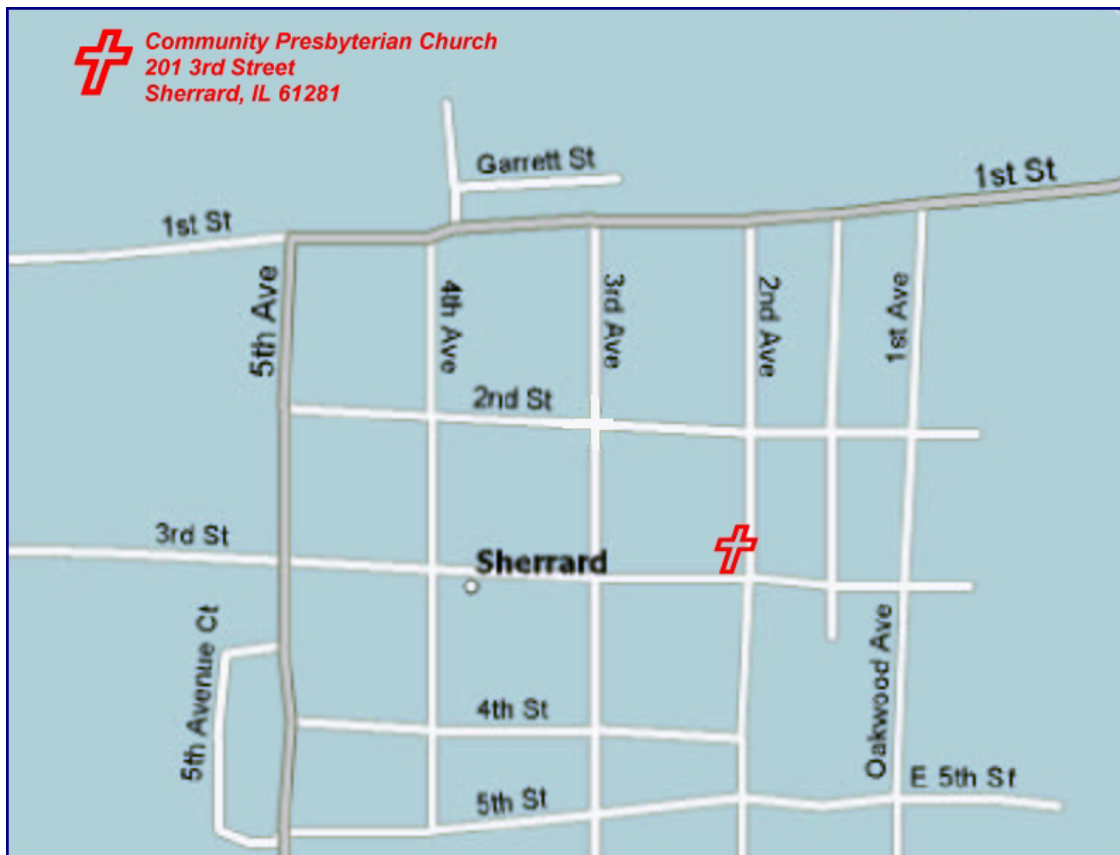 Community Presbyterian Church
201 3rd Street
Sherrard, IL 61281
Garrett St
1st St
1st St
5th Ave
4th Ave
3rd Ave
2nd Ave
1st Ave
2nd St
3rd St
Sherrard
5th Avenue Ct
Oakwood Ave
4th St
5th St
E 5th St